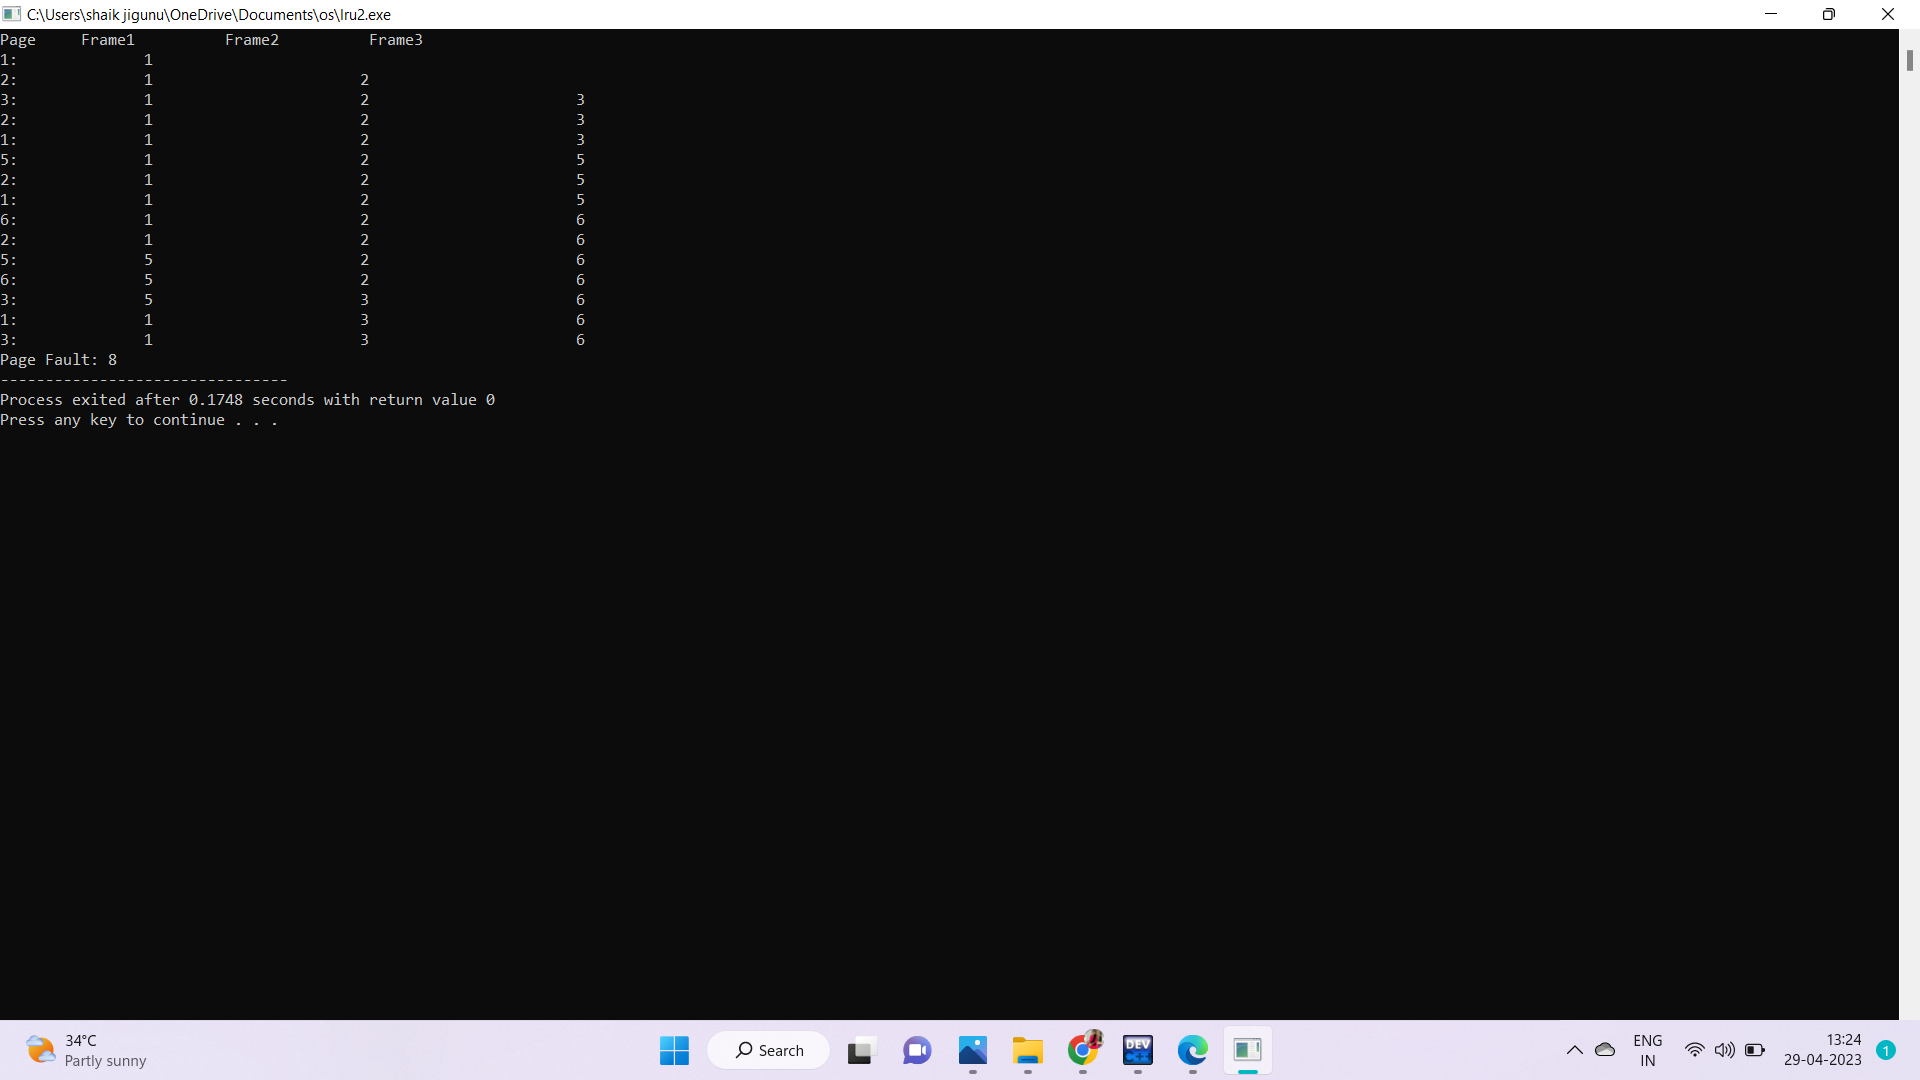 C:\Users\shaik jigunu\OneDrive\Documents\os\lru2.exe
Page Frame1 Frame2 Frame3
1: 1
2: 1 2
3: 1 2 3
2: 1 2 3
1: 1 2 3
5: 1 2 5
2: 1 2 5
1: 1 2 5
6: 1 2 6
2: 1 2 6
5: 5 2 6
6: 5 2 6
3: 5 3 6
1: 1 3 6
3: 1 3 6
Page Fault: 8
--------------------------------
Process exited after 0.1748 seconds with return value 0
Press any key to continue . . .
34°C
Partly sunny
Search
DEV
C++
ENG
IN
13:24
29-04-2023
1